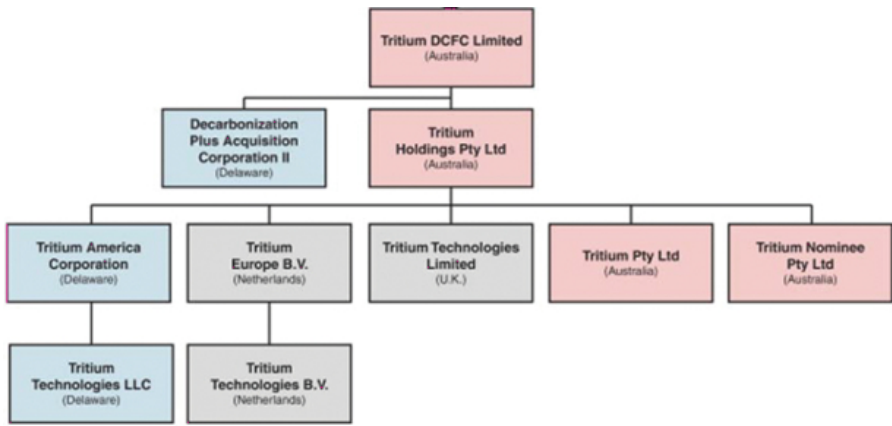 Tritium DCFC Limited
(Australia)
Decarbonization
Plus Acquisition
Corporation II
(Delaware)
Tritium
Holdings Pty Ltd
(Australia)
Tritium America
Corporation
(Delaware)
Tritium
Europe B.V.
(Netherlands)
Tritium Technologies
Limited
(U.K.)
Tritium Pty Ltd
(Australia)
Tritium Nominee
Pty Ltd
(Australia)
Tritium
Technologies LLC
(Delaware)
Tritium
Technologies B.V.
(Netherlands)